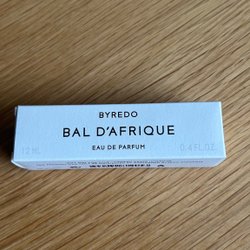 BYREDO
BAL D'AFRIQUE
EAU DE PARFUM
12 ML 0.4 FL.OZ.